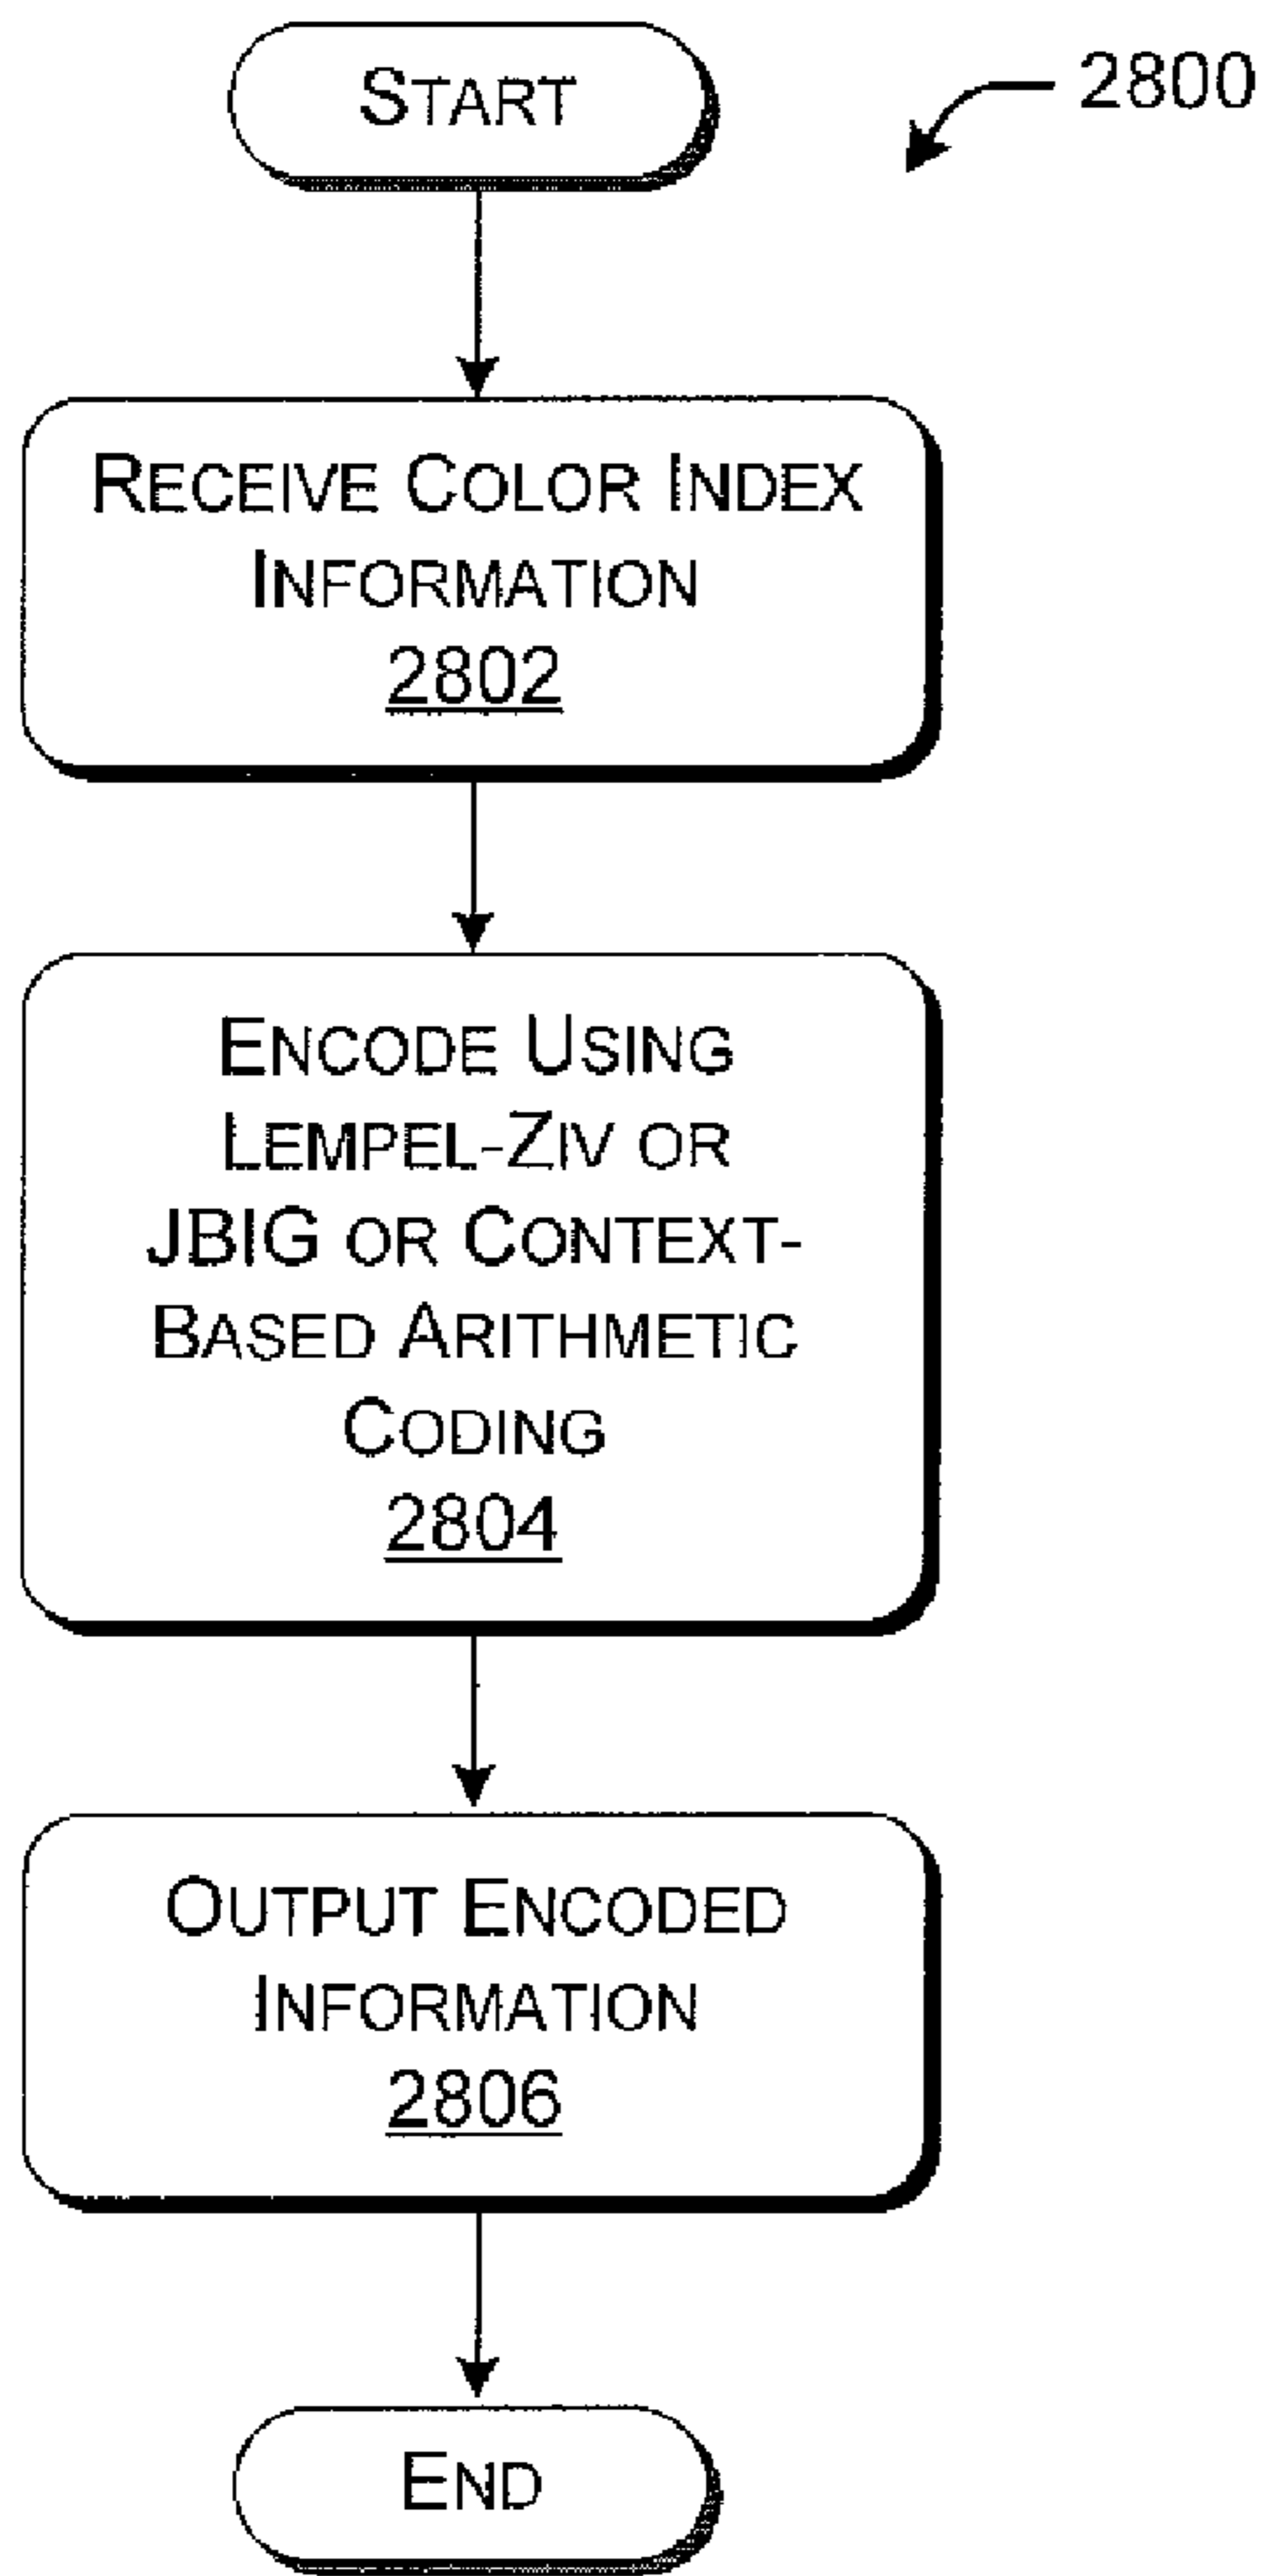 START
2800
RECEIVE COLOR INDEX
INFORMATION
2802
ENCODE USING
LEMPEL-ZIV OR
JBIG OR CONTEXT-
BASED ARITHMETIC
CODING
2804
OUTPUT ENCODED
INFORMATION
2806
END